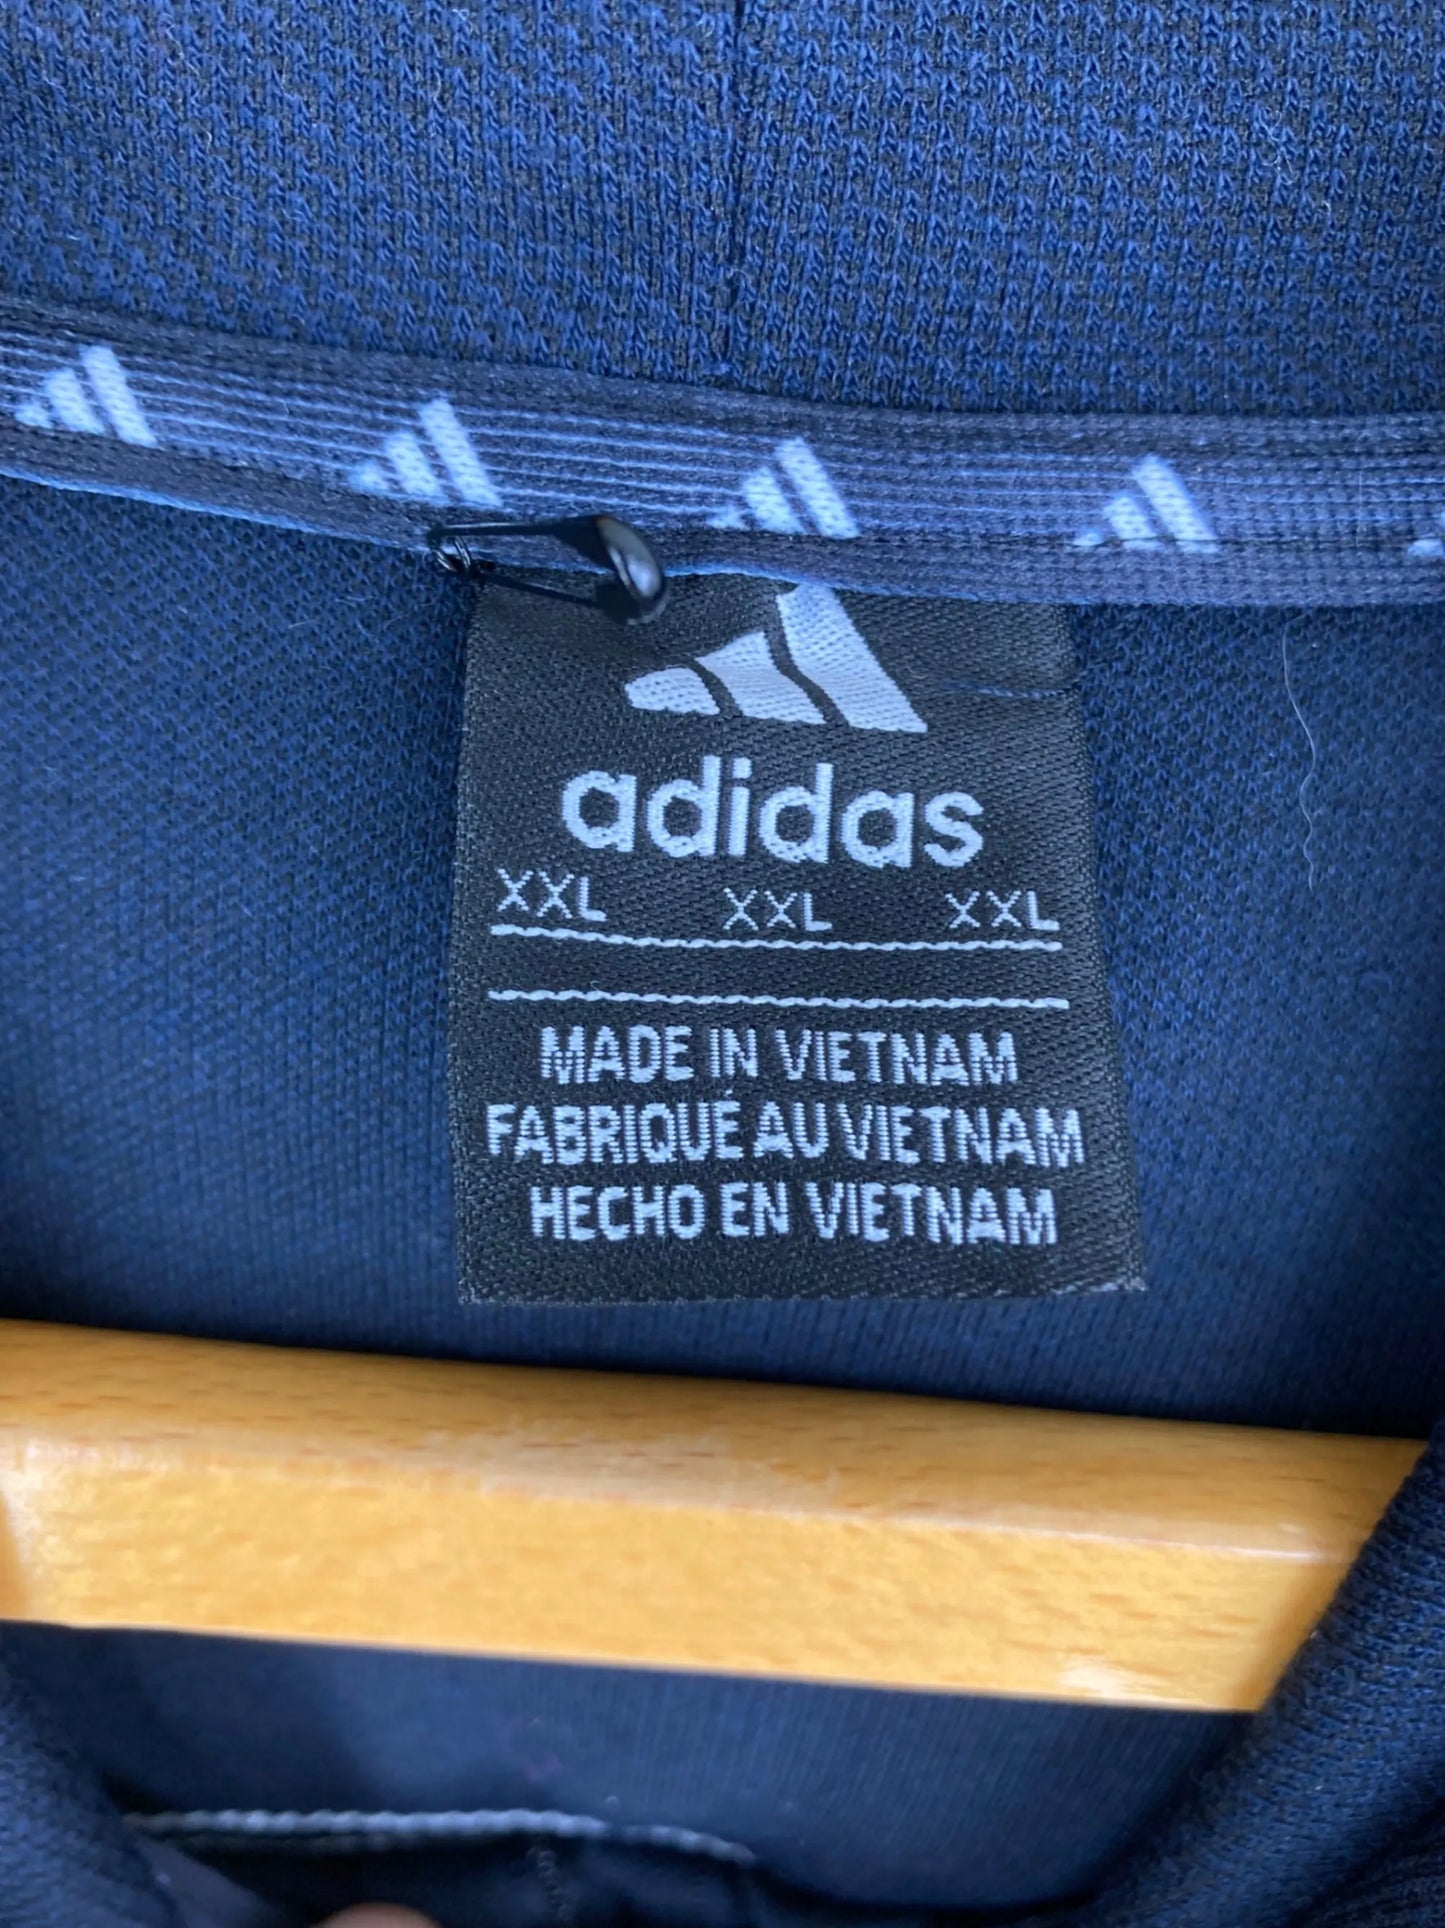 adidas
XXL XXL XXL
MADE IN VIETNAM
FABRIQUÉ AU VIETNAM
HECHO EN VIETNAM